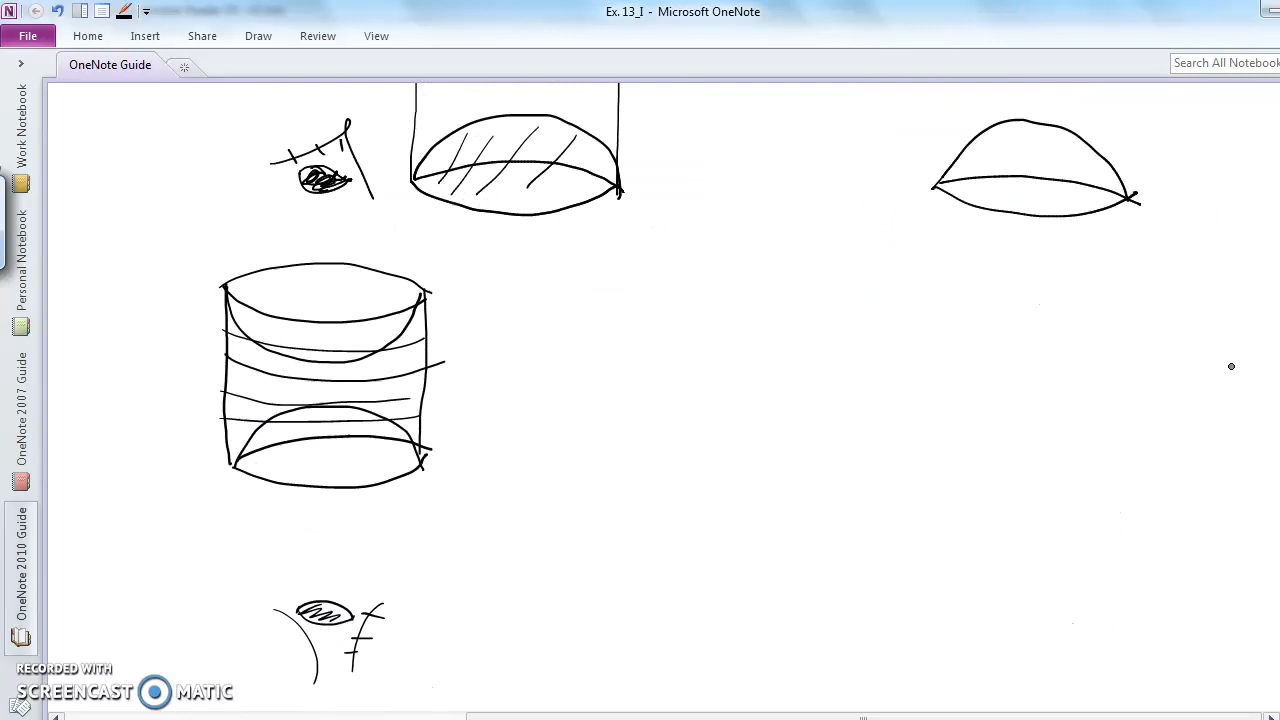 Ex. 13_I - Microsoft OneNote
File Home Insert Share Draw Review View
OneNote Guide
Search All Notebook
Work Notebook
Personal Notebook
OneNote 2007 Guide
OneNote 2010 Guide
RECORDED WITH
SCREENCAST MATIC